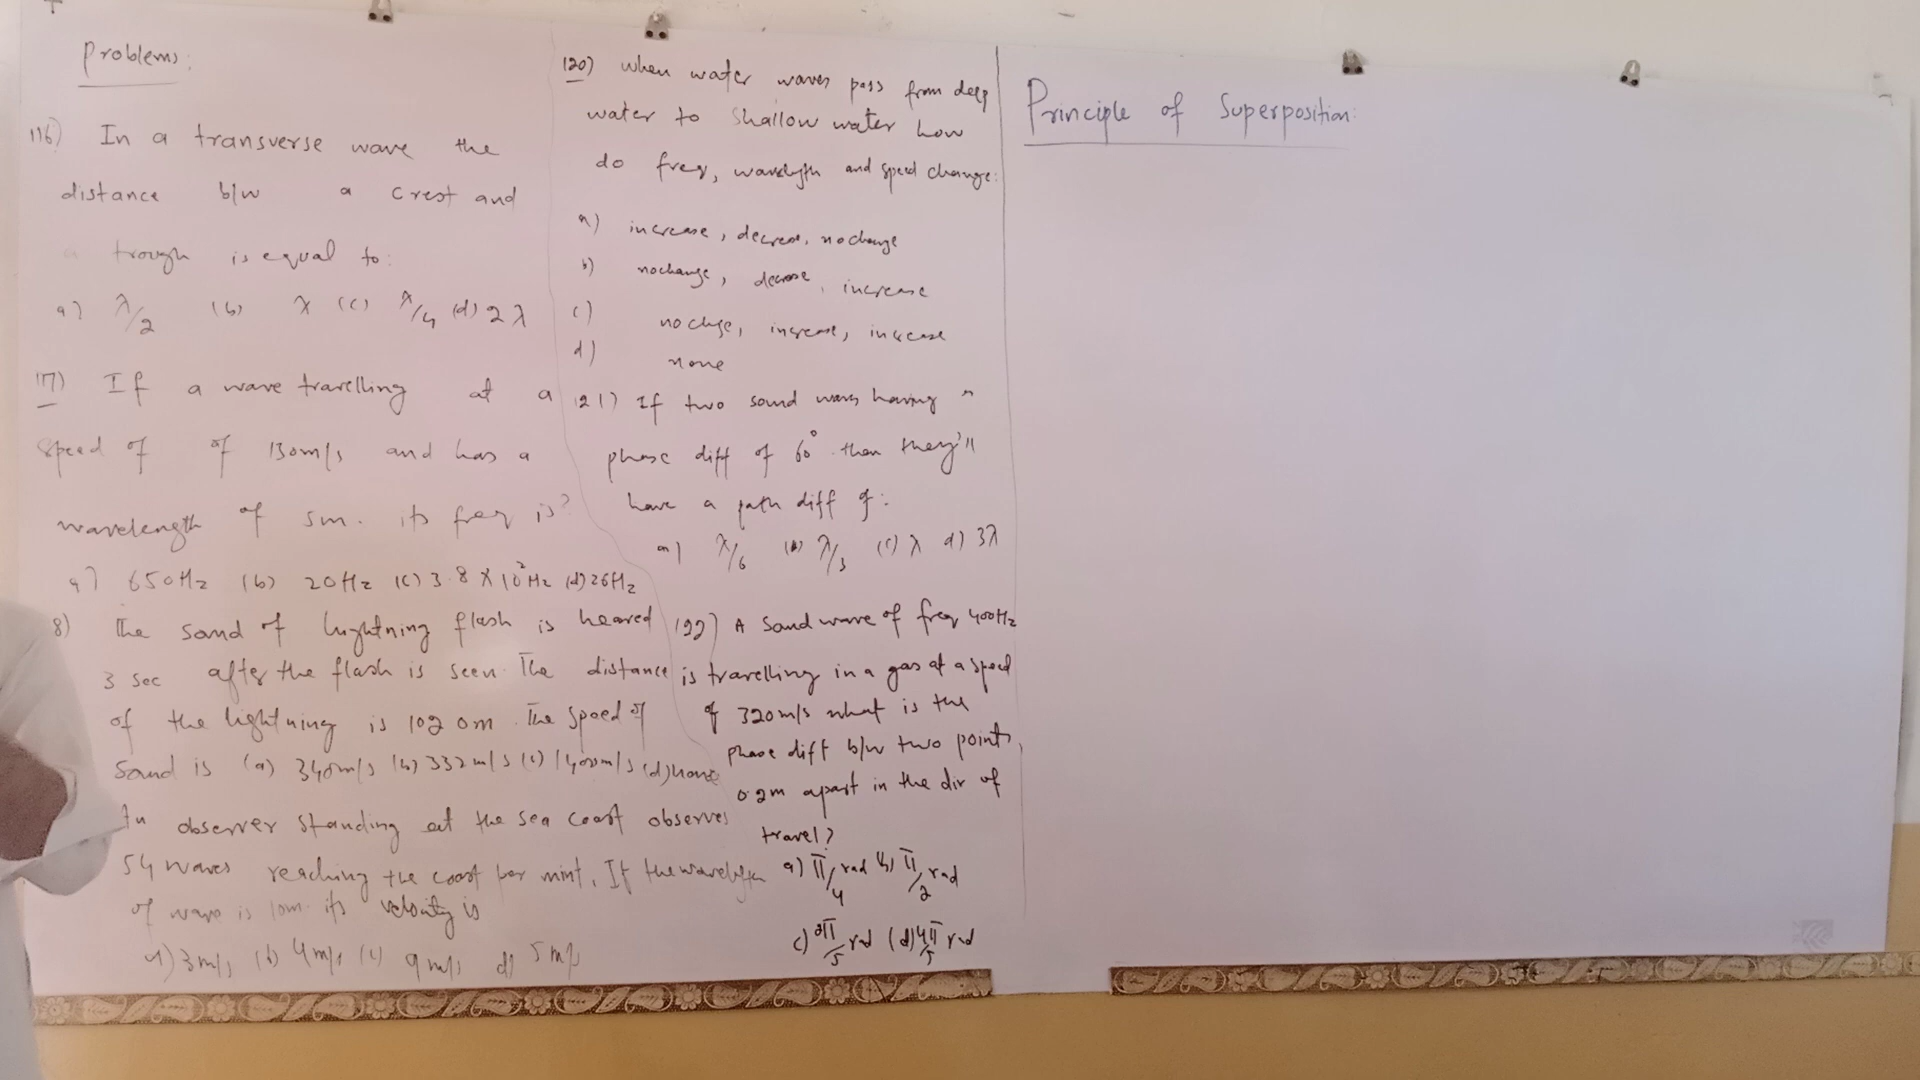 Problems:
116) In a transverse wave the
distance b/w a crest and
a trough is equal to:
a) λ/2 (b) λ (c) λ/4 (d) 2λ
117) If a wave travelling at a
speed of of 130m/s and has a
wavelength of 5m. its freq is?
a) 650Hz (b) 20Hz (c) 3.8 X 10² Hz (d) 26Hz
8) The sound of lightning flash is heared
3 sec after the flash is seen. The distance
of the lightning is 1020m. The speed of
sound is (a) 340m/s (b) 332m/s (c) 1400m/s (d) none
An observer standing at the sea coast observes
54 waves reaching the coast per mint. If the wavelength
of wave is 10m. its velocity is
a) 3m/s (b) 4m/s (c) 9m/s d) 5m/s
120) when water waves pass from deep
water to shallow water how
do freq, wavelength and speed change:
a) increase, decrease, no change
b) nochange, decrease, increase
c) nochange, increase, increase
d) none
121) If two sound waves having a
phase diff of 60° then they'll
have a path diff of:
a) λ/6 (b) λ/3 (c) λ d) 3λ
122) A Sound wave of freq 400Hz
is travelling in a gas at a speed
of 320m/s what is the
phase diff b/w two points,
0.2m apart in the dir of
travel?
a) π/4 rad b) π/2 rad
c) 2π/5 rad (d) 4π/5 rad
Principle of Superposition: